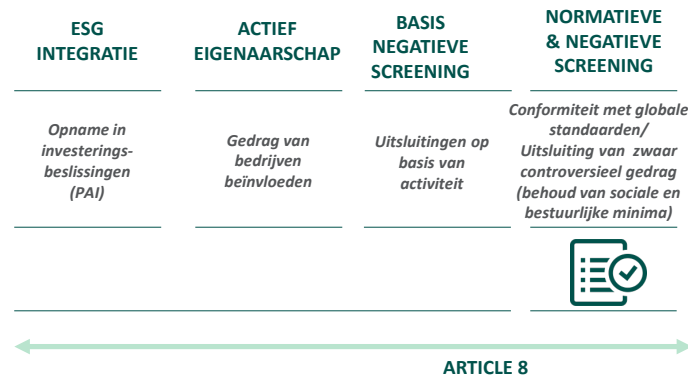 ESG
INTEGRATIE
ACTIEF
EIGENAARSCHAP
BASIS
NEGATIEVE
SCREENING
NORMATIEVE
& NEGATIEVE
SCREENING
Opname in
investerings-
beslissingen
(PAI)
Gedrag van
bedrijven
beïnvloeden
Uitsluitingen op
basis van
activiteit
Conformiteit met globale
standaarden/
Uitsluiting van zwaar
controversieel gedrag
(behoud van sociale en
bestuurlijke minima)
ARTICLE 8